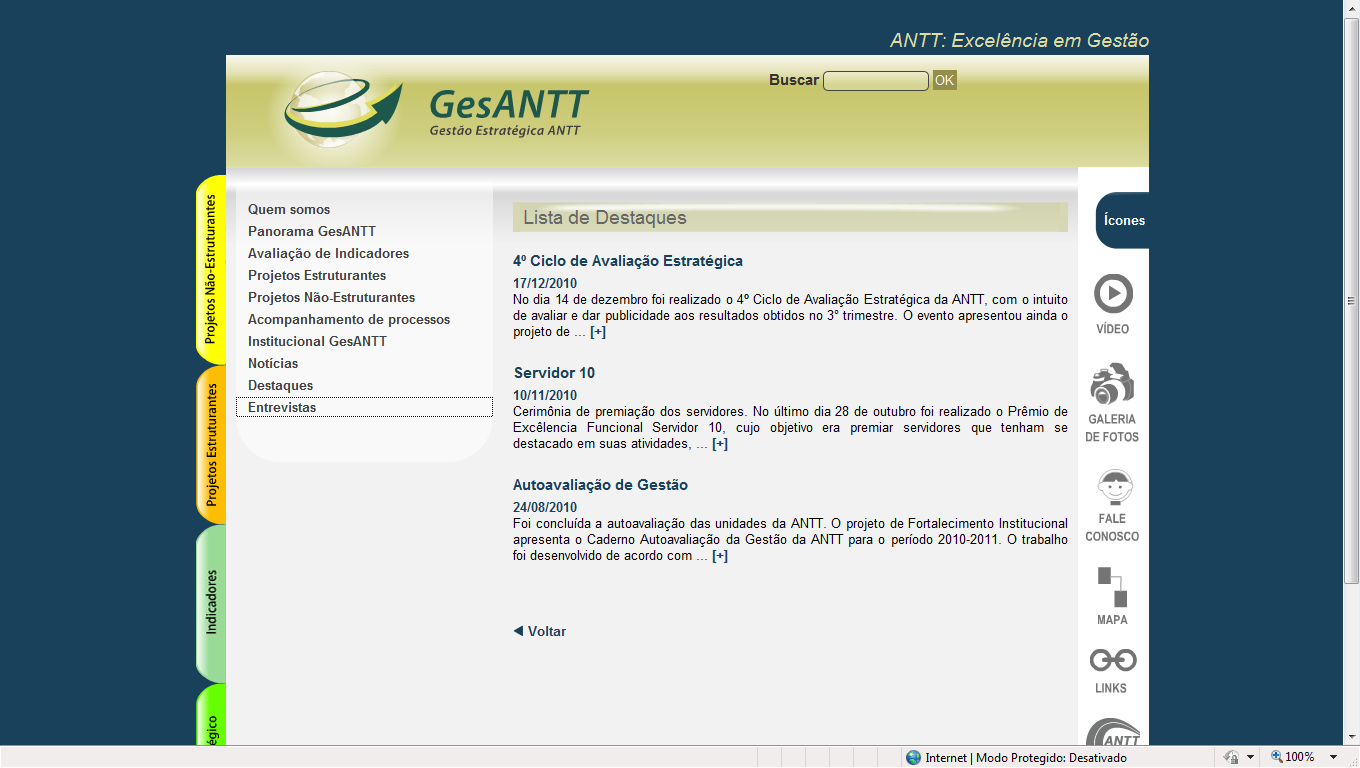 ANTT: Excelência em Gestão
GesANTT
Gestão Estratégica ANTT
Buscar
OK
Projetos Não-Estruturantes
Projetos Estruturantes
Indicadores
égico
Quem somos
Panorama GesANTT
Avaliação de Indicadores
Projetos Estruturantes
Projetos Não-Estruturantes
Acompanhamento de processos
Institucional GesANTT
Notícias
Destaques
Entrevistas
Lista de Destaques
4º Ciclo de Avaliação Estratégica
17/12/2010
No dia 14 de dezembro foi realizado o 4º Ciclo de Avaliação Estratégica da ANTT, com o intuito
de avaliar e dar publicidade aos resultados obtidos no 3° trimestre. O evento apresentou ainda o
projeto de ... [+]
Servidor 10
10/11/2010
Cerimônia de premiação dos servidores. No último dia 28 de outubro foi realizado o Prêmio de
Excêlencia Funcional Servidor 10, cujo objetivo era premiar servidores que tenham se
destacado em suas atividades, ... [+]
Autoavaliação de Gestão
24/08/2010
Foi concluída a autoavaliação das unidades da ANTT. O projeto de Fortalecimento Institucional
apresenta o Caderno Autoavaliação da Gestão da ANTT para o período 2010-2011. O trabalho
foi desenvolvido de acordo com ... [+]
Voltar
Ícones
VÍDEO
GALERIA
DE FOTOS
FALE
CONOSCO
MAPA
LINKS
ANTT
Internet | Modo Protegido: Desativado
100%